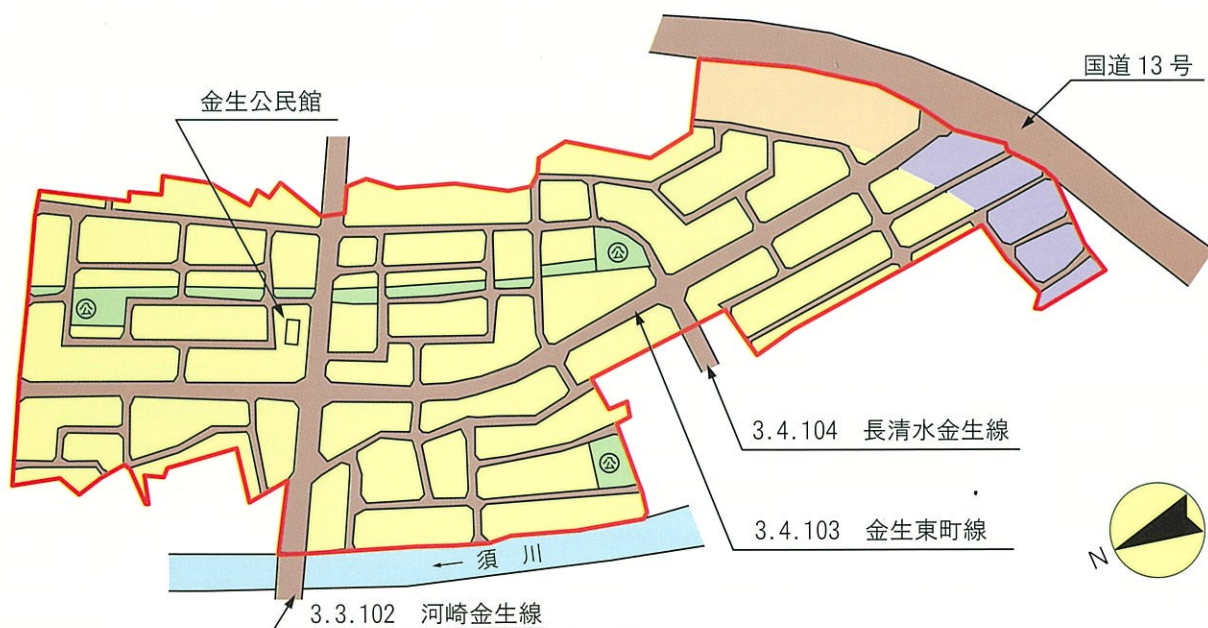 国道13号
金生公民館
公
公
公
3.4.104 長清水金生線
3.4.103 金生東町線
← 須川
3.3.102 河崎金生線
N